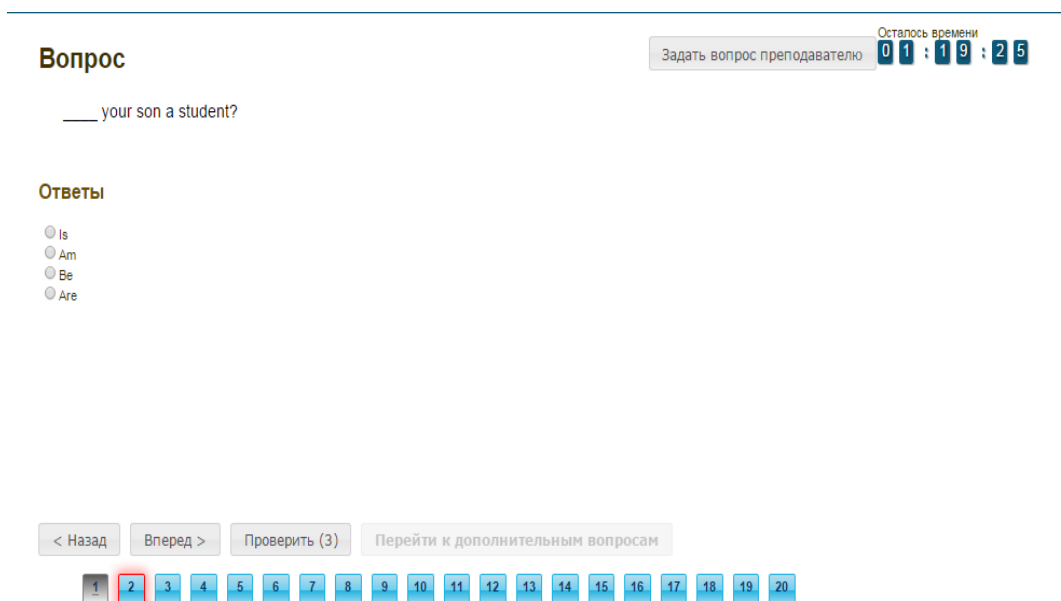 Осталось времени
Вопрос
Задать вопрос преподавателю
01:19:25
____ your son a student?
Ответы
Is
Am
Be
Are
< Назад Вперед > Проверить (3) Перейти к дополнительным вопросам
1 2 3 4 5 6 7 8 9 10 11 12 13 14 15 16 17 18 19 20